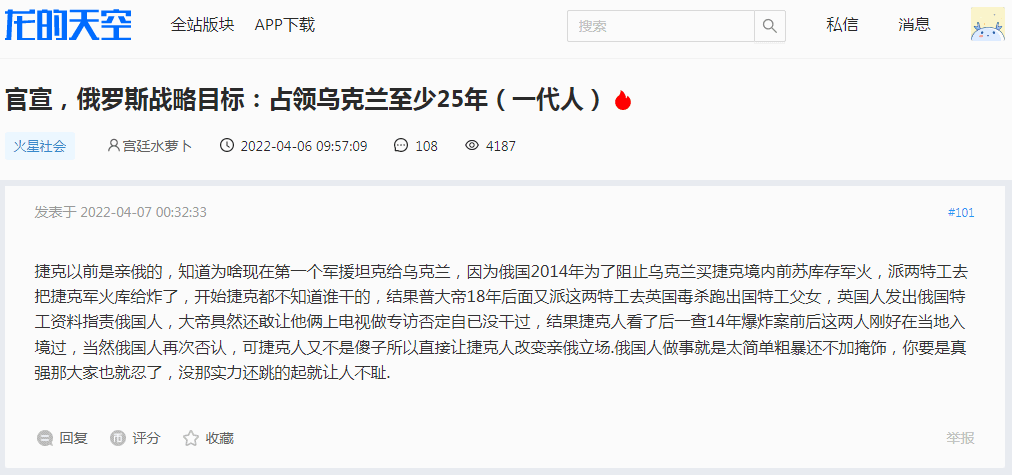 龙的天空 全站版块 APP下载 搜索 私信 消息
官宣，俄罗斯战略目标：占领乌克兰至少25年（一代人）
火星社会 宫廷水萝卜 2022-04-06 09:57:09 108 4187
发表于 2022-04-07 00:32:33 #101
捷克以前是亲俄的，知道为啥现在第一个军援坦克给乌克兰，因为俄国2014年为了阻止乌克兰买捷克境内前苏库存军火，派两特工去
把捷克军火库给炸了，开始捷克都不知道谁干的，结果普大帝18年后面又派这两特工去英国毒杀跑出国特工父女，英国人发出俄国特
工资料指责俄国人，大帝具然还敢让他俩上电视做专访否定自已没干过，结果捷克人看了后一查14年爆炸案前后这两人刚好在当地入
境过，当然俄国人再次否认，可捷克人又不是傻子所以直接让捷克人改变亲俄立场.俄国人做事就是太简单粗暴还不加掩饰，你要是真
强那大家也就忍了，没那实力还跳的起就让人不耻.
回复 评分 收藏 举报